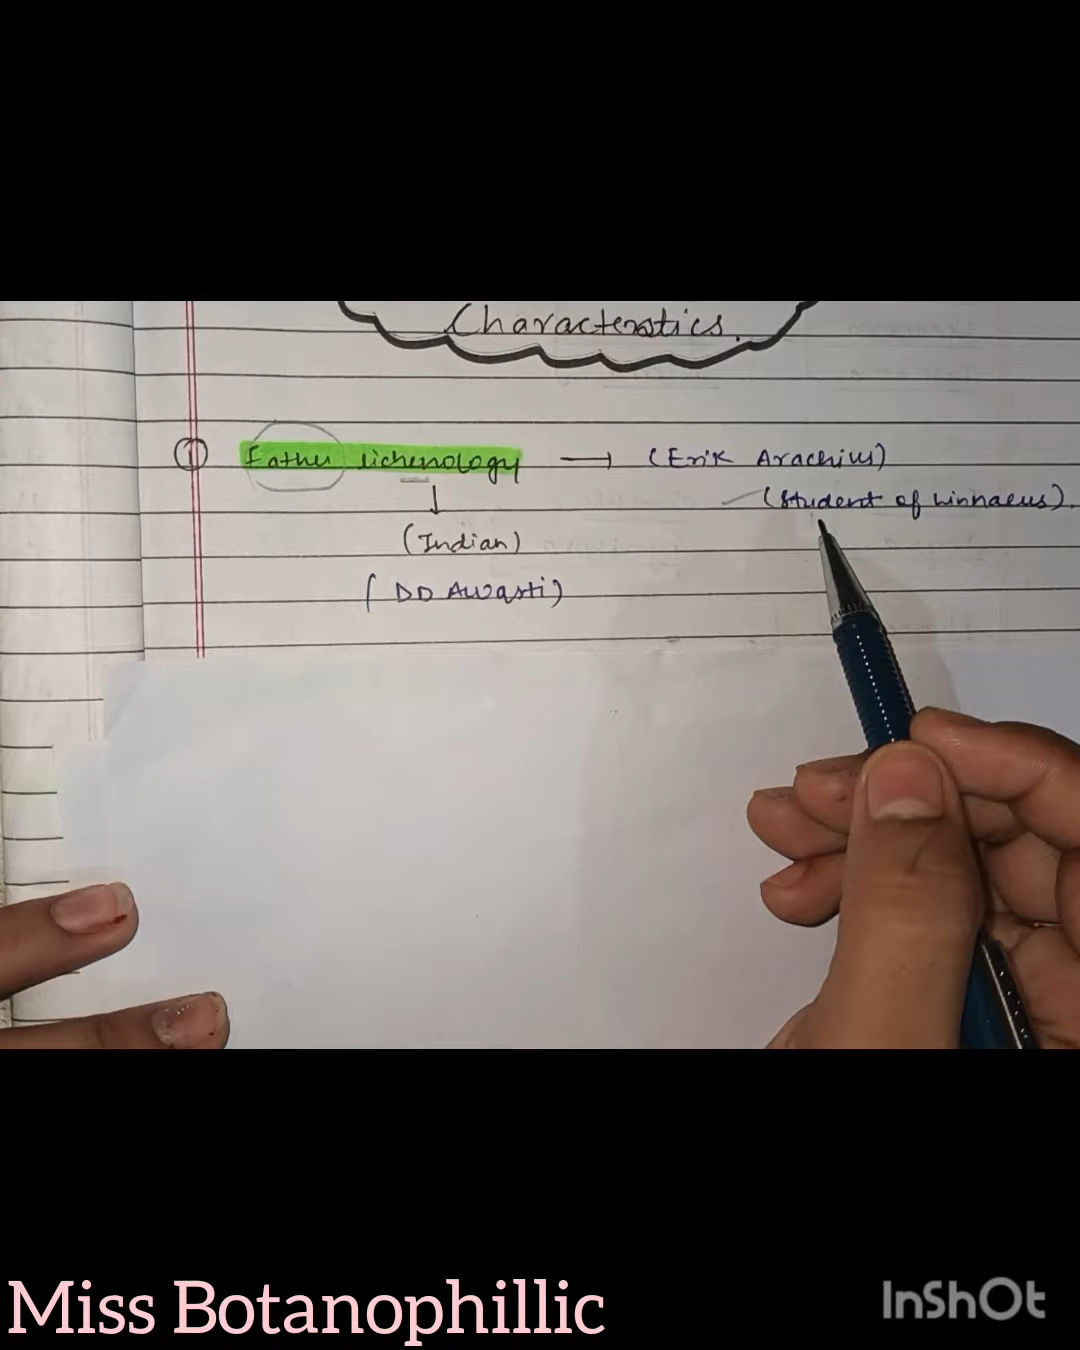 Characteristics.
① Father lichenology → (Erik Arachius)
(Student of Linnaeus).
↓
(Indian)
(DD Awasti)
Miss Botanophillic
InShOt